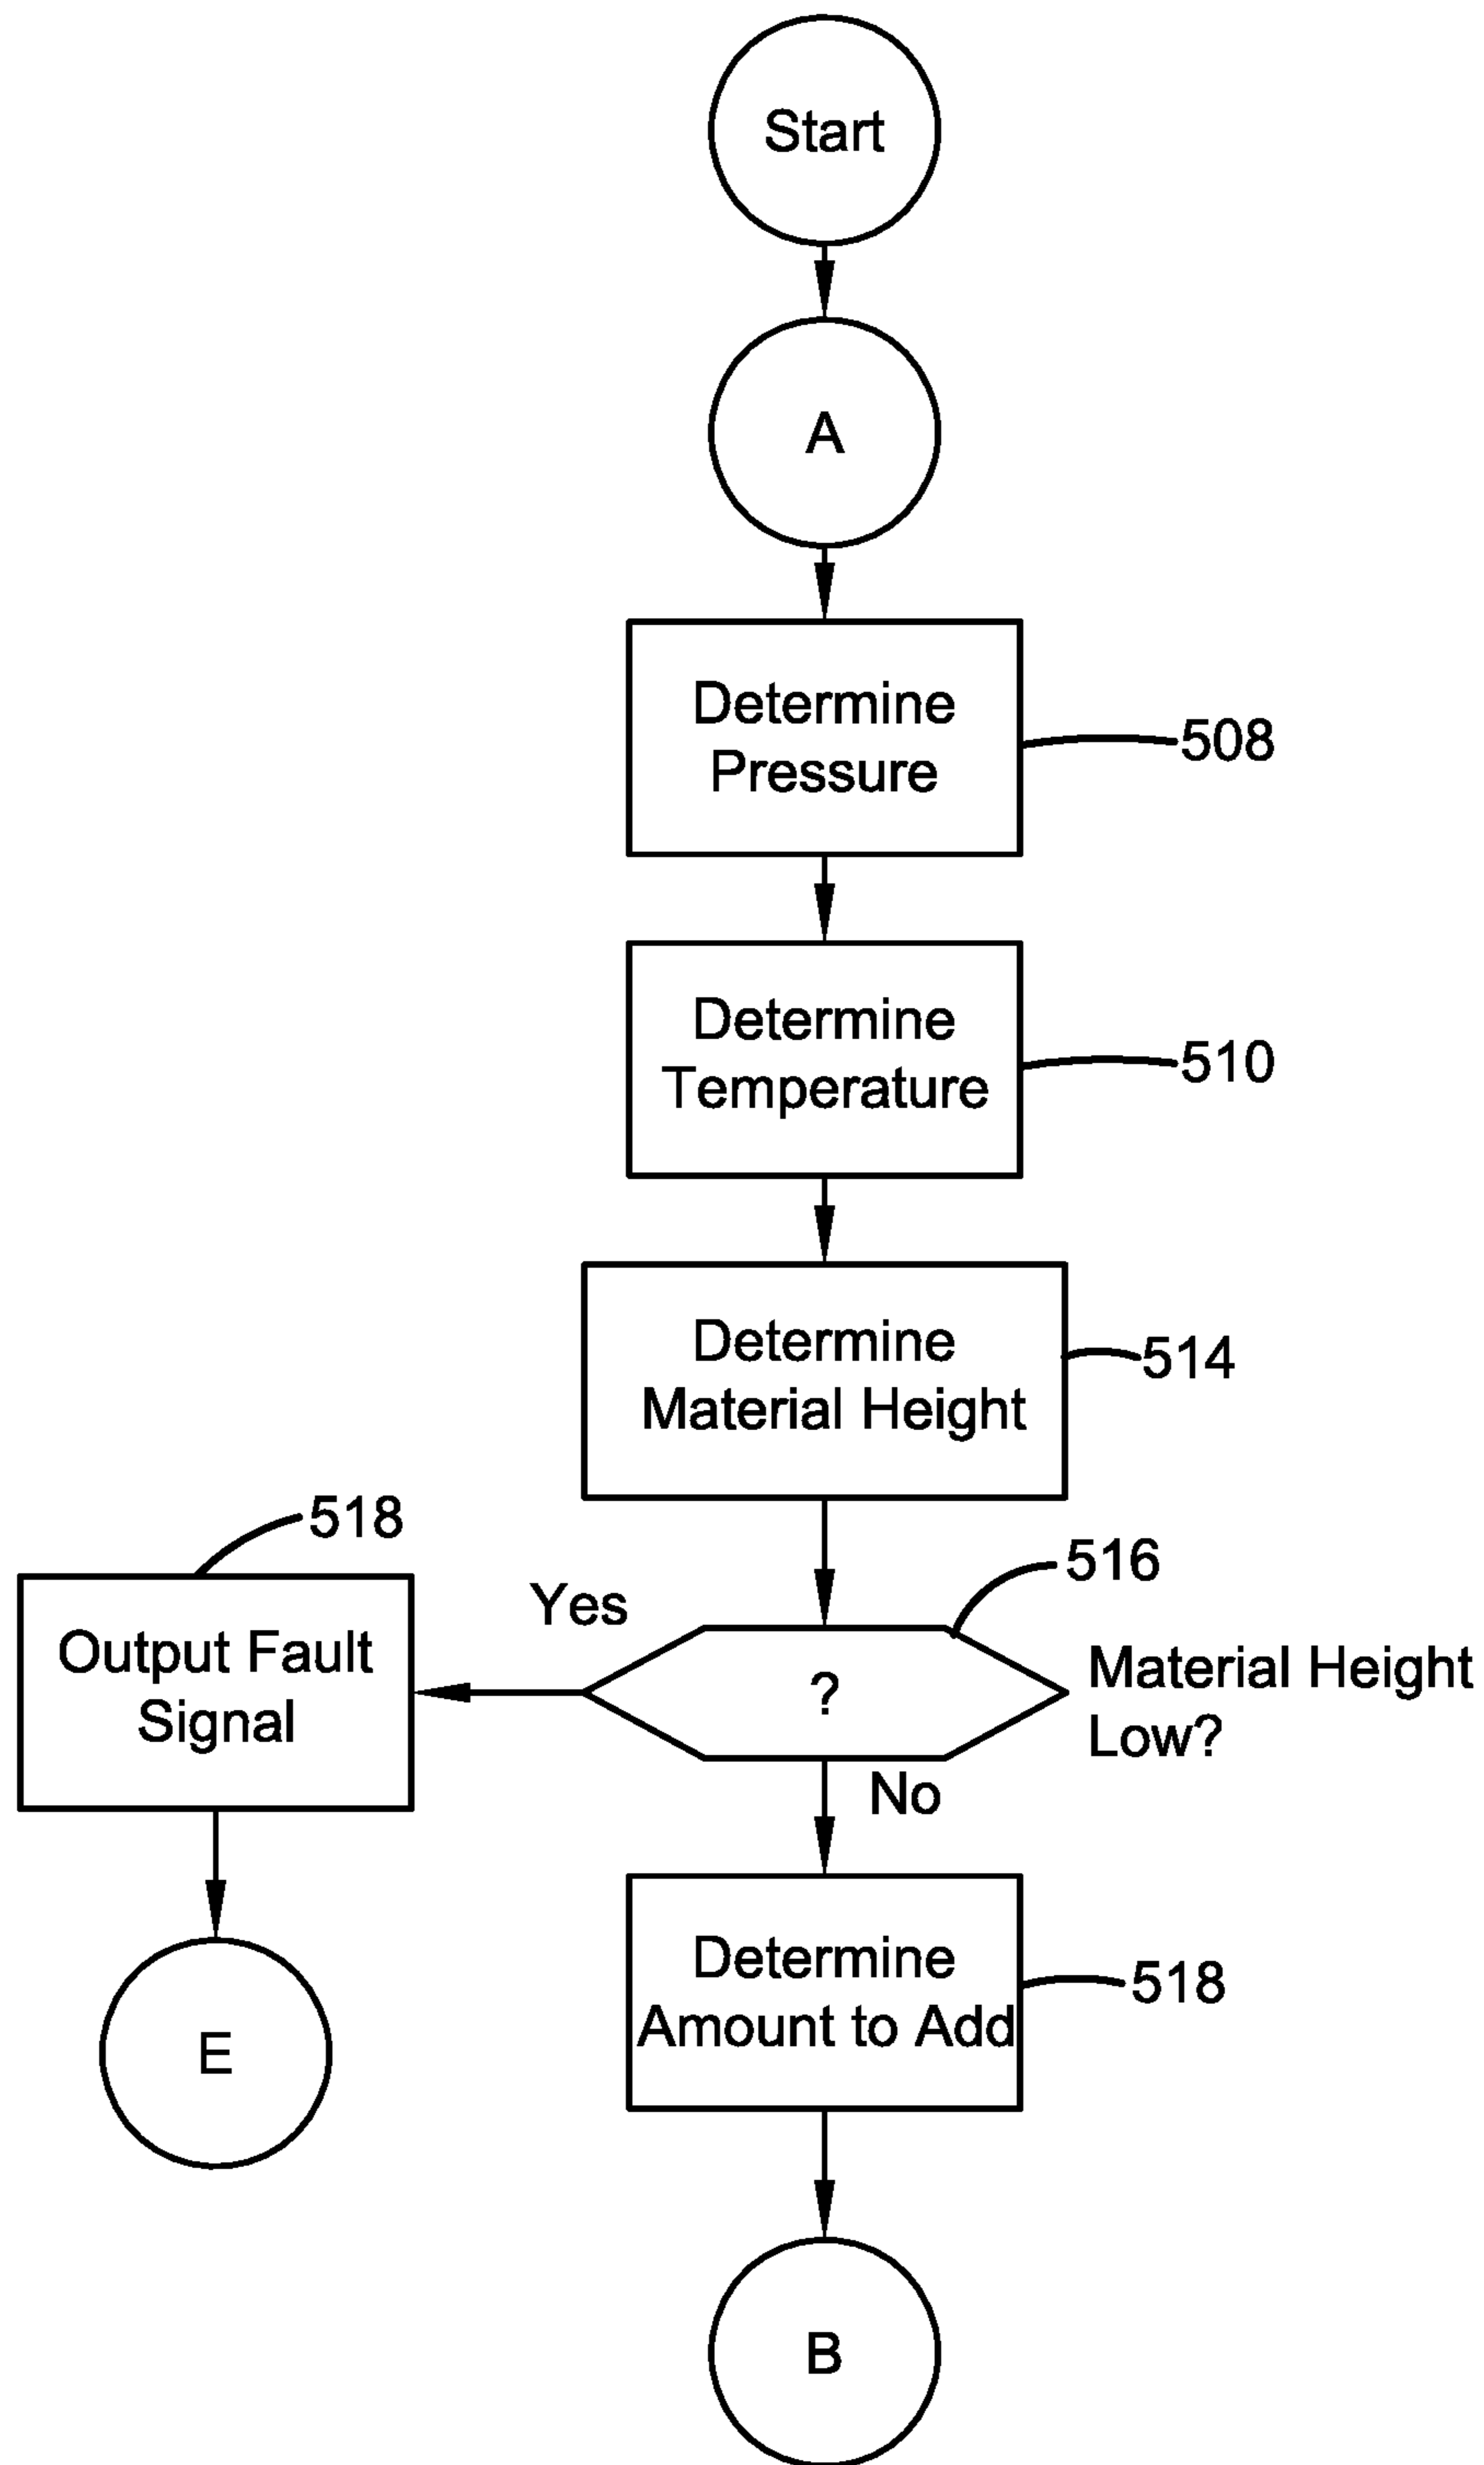 Start
A
Determine
Pressure
508
Determine
Temperature
510
Determine
Material Height
514
518
516
Yes
Output Fault
Signal
?
Material Height
Low?
No
Determine
Amount to Add
518
E
B